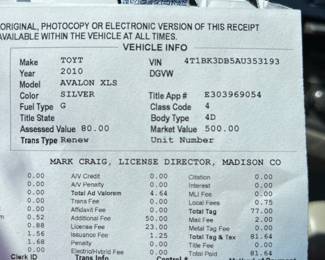 ORIGINAL, PHOTOCOPY OR ELECTRONIC VERSION OF THIS RECEIPT
AVAILABLE WITHIN THE VEHICLE AT ALL TIMES.
VEHICLE INFO
Make TOYT VIN 4T1BK3DB5AU353193
Year 2010 DGVW
Model AVALON XLS
Color SILVER Title App # E303969054
Fuel Type G Class Code 4
Title State Body Type 4D
Assessed Value 80.00 Market Value 500.00
Trans Type Renew Unit Number
MARK CRAIG, LICENSE DIRECTOR, MADISON CO
0.00 A/V Credit 0.00 Citation 0.00
0.00 A/V Penalty 0.00 Interest 0.00
0.00 Total Ad Valorem 4.64 MLI Fee 0.00
0.00 Trans Fee 0.00 Local Fees 0.75
0.00 Affidavit Fee 0.00 Total Tag 77.00
0.52 Additional Fee 50.00 Mail Fee 2.00
0.88 License Fee 23.00 Metal Tag Fee 0.00
1.56 Issuance Fee 1.25 Total Tag & Tex 81.64
1.68 Penalty 0.00 Title Fee 0.00
0.00 Electric/Hybrid Fee 0.00 Total Paid 81.64
Clerk ID Trans Info Control #